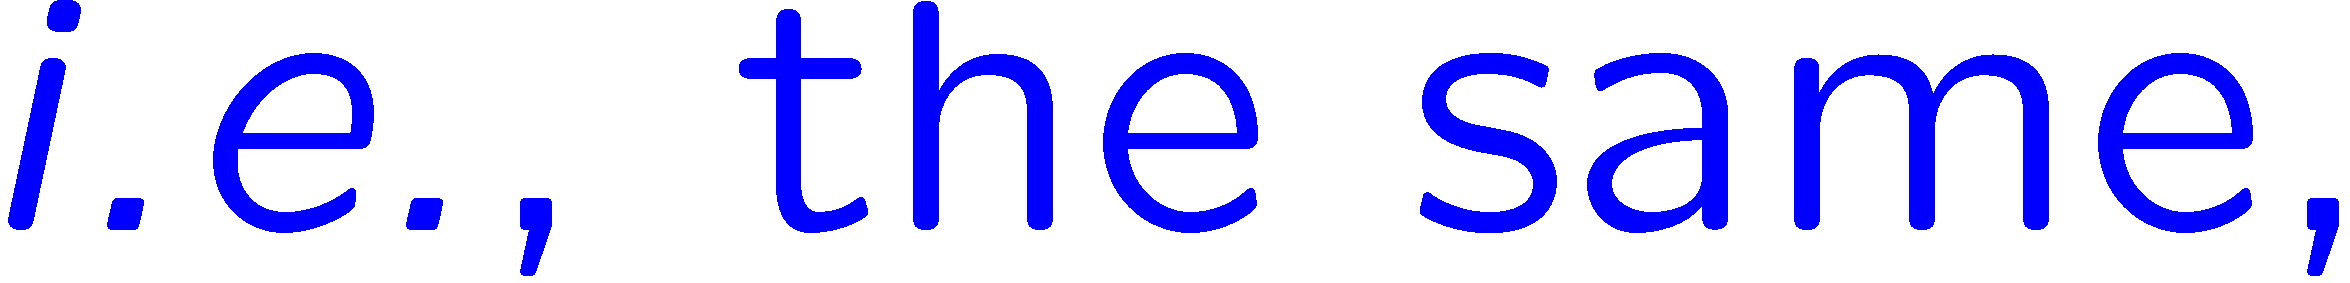 i.e., the same,